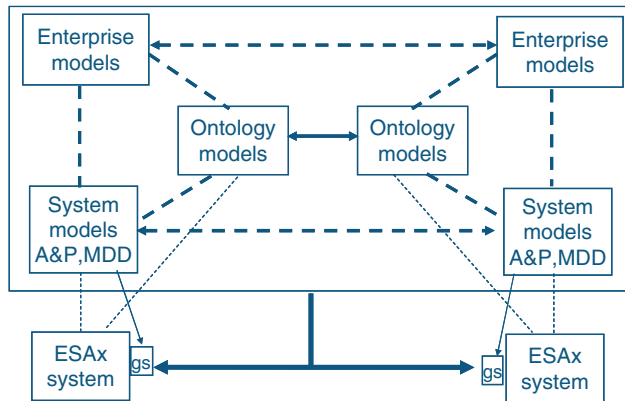 Enterprise
models
Enterprise
models
Ontology
models
Ontology
models
System
models
A&P,MDD
System
models
A&P,MDD
ESAx
system
gs
gs
ESAx
system